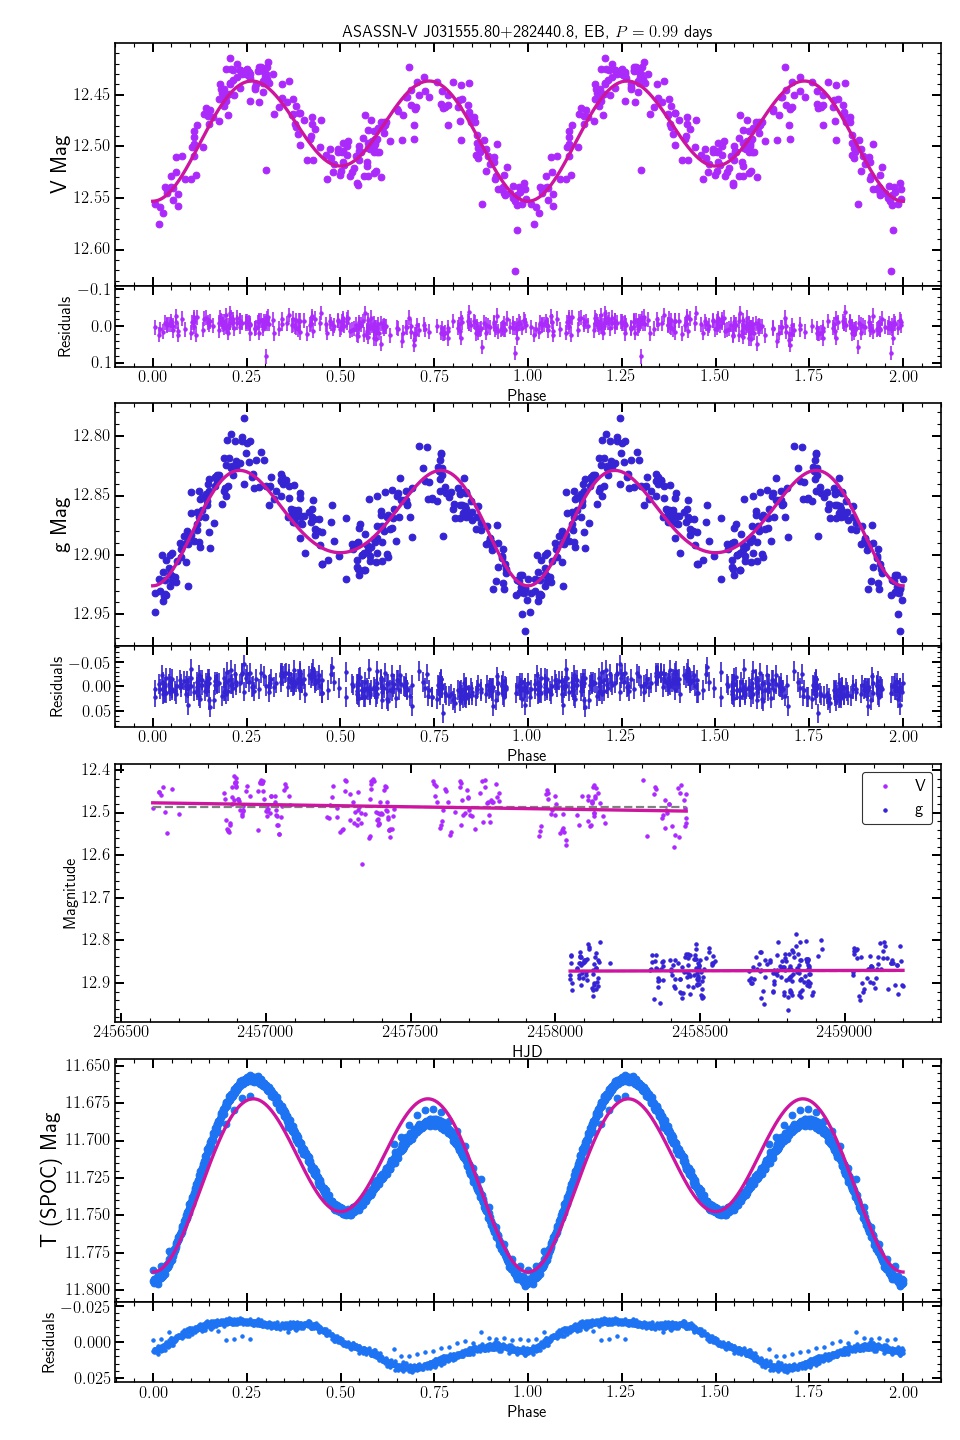 ASASSN-V J031555.80+282440.8, EB, P = 0.99 days
V Mag
12.45
12.50
12.55
12.60
Residuals
−0.1
0.0
0.1
0.00 0.25 0.50 0.75 1.00 1.25 1.50 1.75 2.00
Phase
g Mag
12.80
12.85
12.90
12.95
Residuals
−0.05
0.00
0.05
0.00 0.25 0.50 0.75 1.00 1.25 1.50 1.75 2.00
Phase
Magnitude
12.4
12.5
12.6
12.7
12.8
12.9
V
g
2456500 2457000 2457500 2458000 2458500 2459000
HJD
T (SPOC) Mag
11.650
11.675
11.700
11.725
11.750
11.775
11.800
Residuals
−0.025
0.000
0.025
0.00 0.25 0.50 0.75 1.00 1.25 1.50 1.75 2.00
Phase